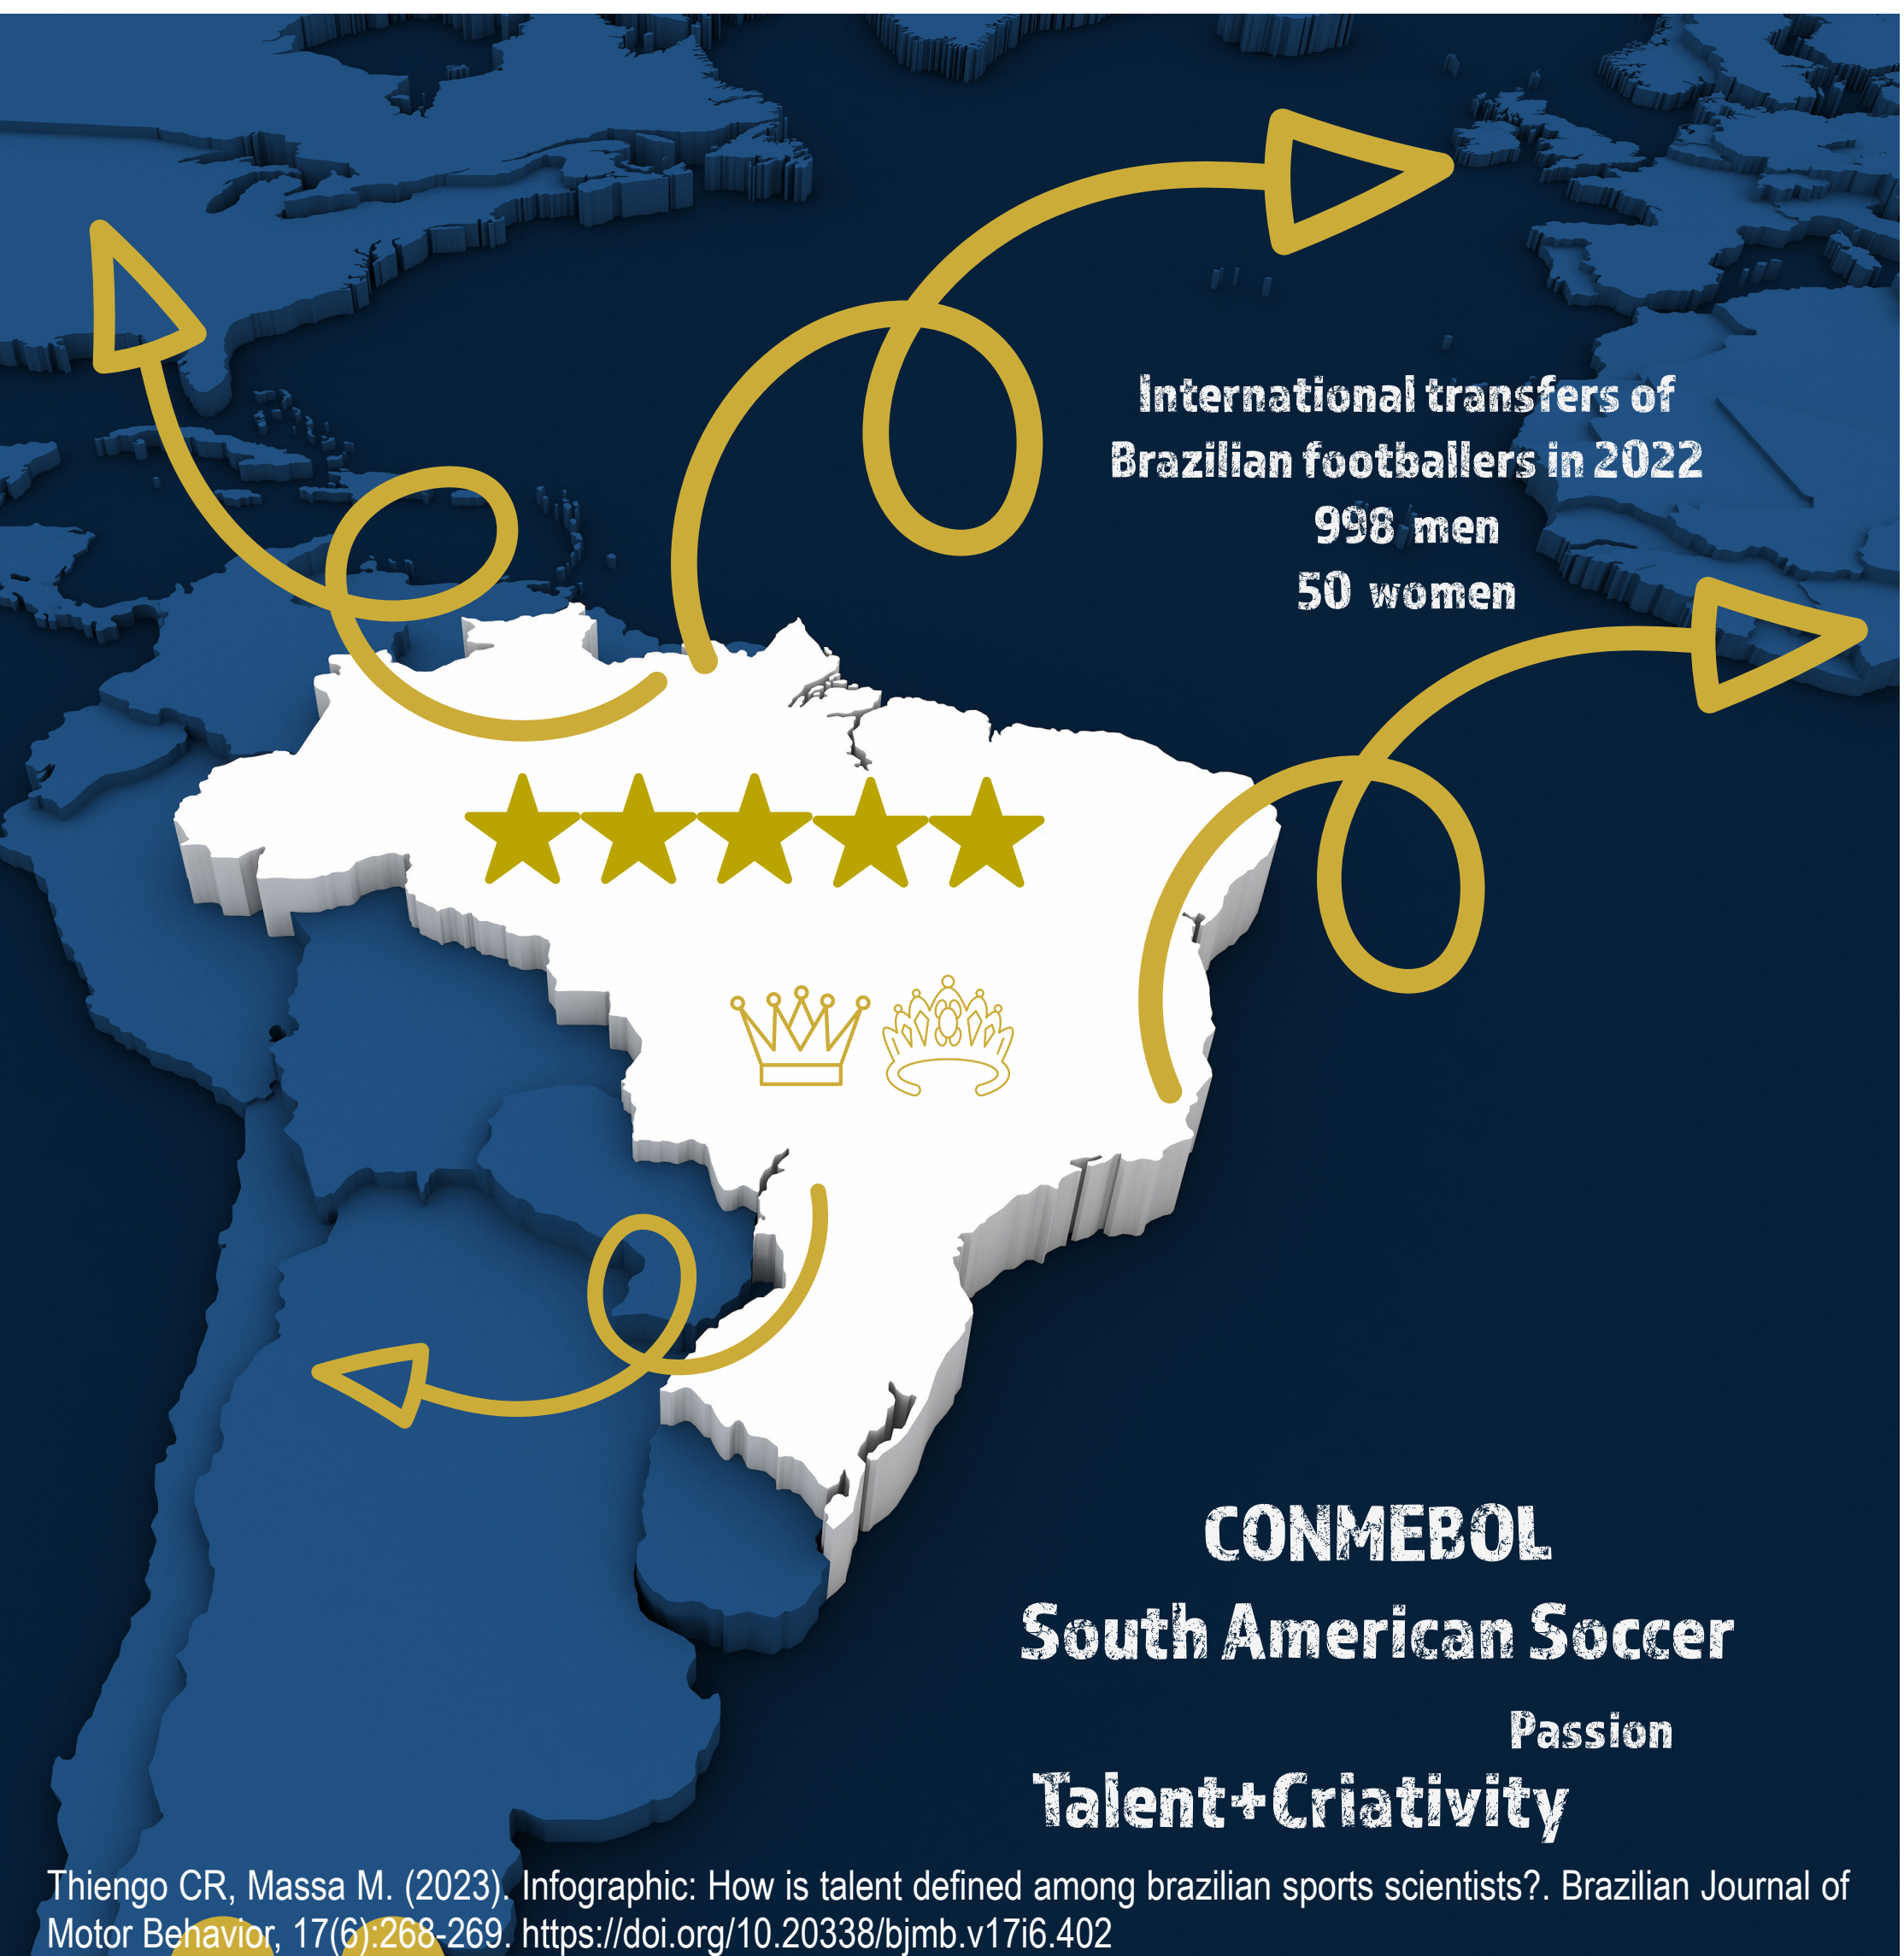 International transfers of
Brazilian footballers in 2022
998 men
50 women
CONMEBOL
South American Soccer
Passion
Talent+Criativity
Thiengo CR, Massa M. (2023). Infographic: How is talent defined among brazilian sports scientists?. Brazilian Journal of
Motor Behavior, 17(6):268-269. https://doi.org/10.20338/bjmb.v17i6.402